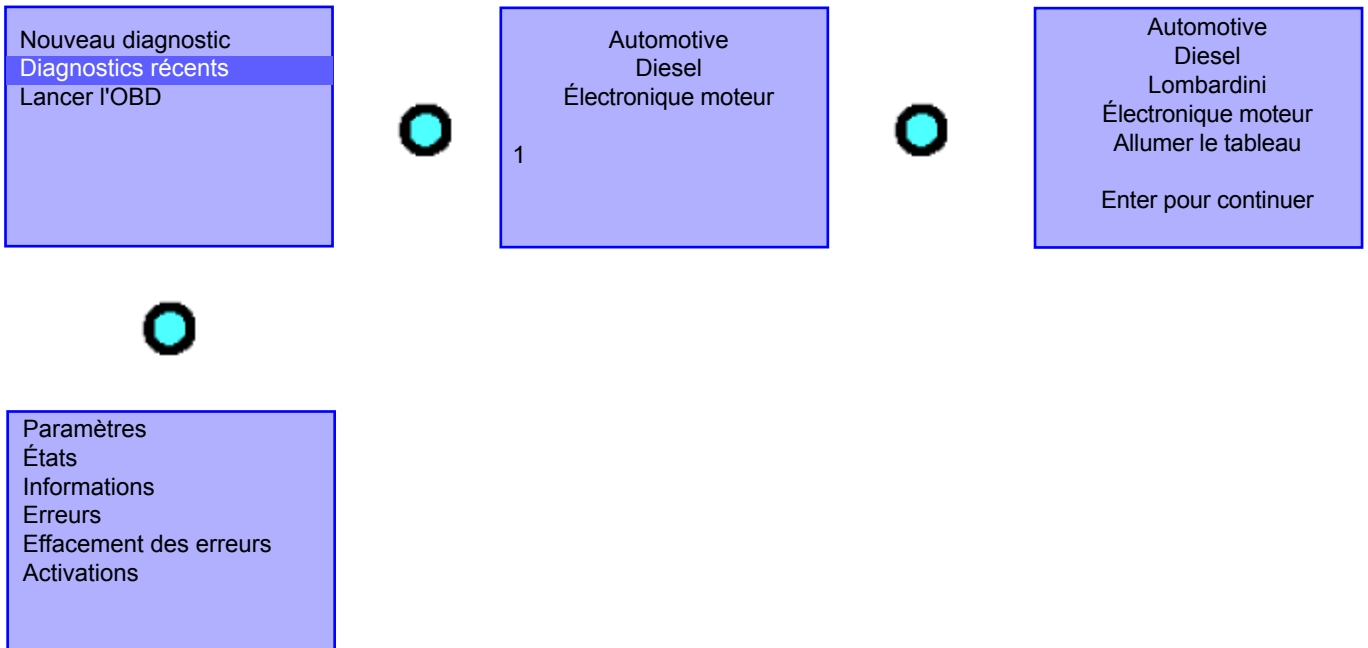 Nouveau diagnostic
Diagnostics récents
Lancer l'OBD
Automotive
Diesel
Électronique moteur
1
Automotive
Diesel
Lombardini
Électronique moteur
Allumer le tableau
Enter pour continuer
Paramètres
États
Informations
Erreurs
Effacement des erreurs
Activations